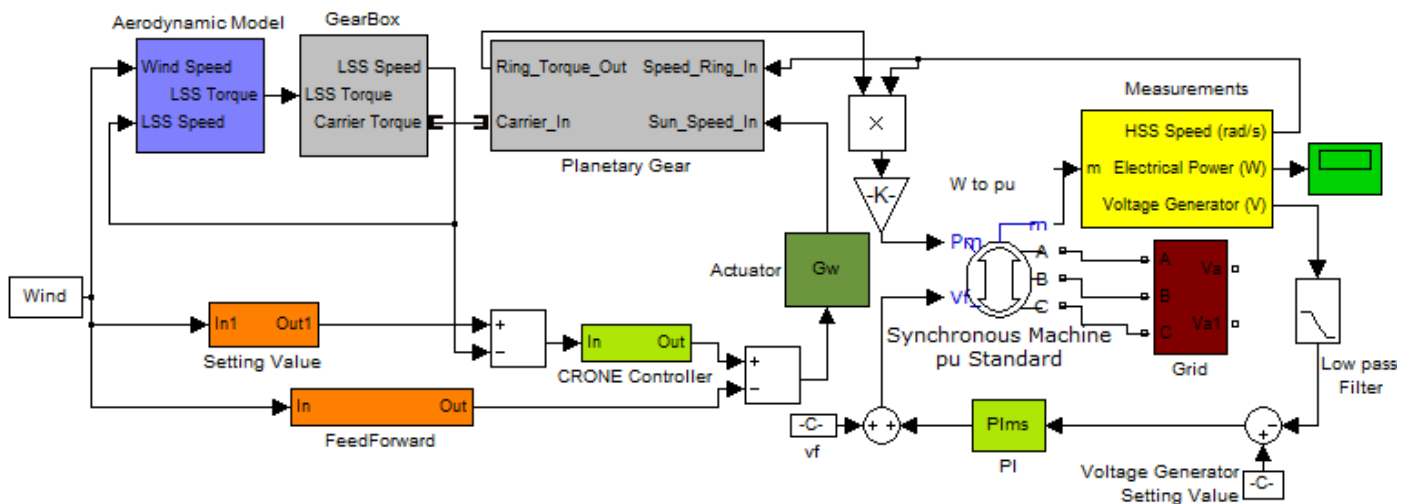 Aerodynamic Model
Wind Speed
LSS Torque
LSS Speed
GearBox
LSS Speed
LSS Torque
Carrier Torque
Ring_Torque_Out
Speed_Ring_In
Carrier_In
Sun_Speed_In
Planetary Gear
×
-K-
W to pu
Measurements
HSS Speed (rad/s)
m
Electrical Power (W)
Voltage Generator (V)
Actuator
Gw
Pm
m
Vf_
A
B
C
Synchronous Machine
pu Standard
A
B
C
Va
Va1
Grid
Low pass
Filter
Wind
In1
Out1
Setting Value
+
−
In
Out
CRONE Controller
+
−
In
Out
FeedForward
-C-
vf
+ +
PIms
PI
−
+
Voltage Generator
Setting Value
-C-